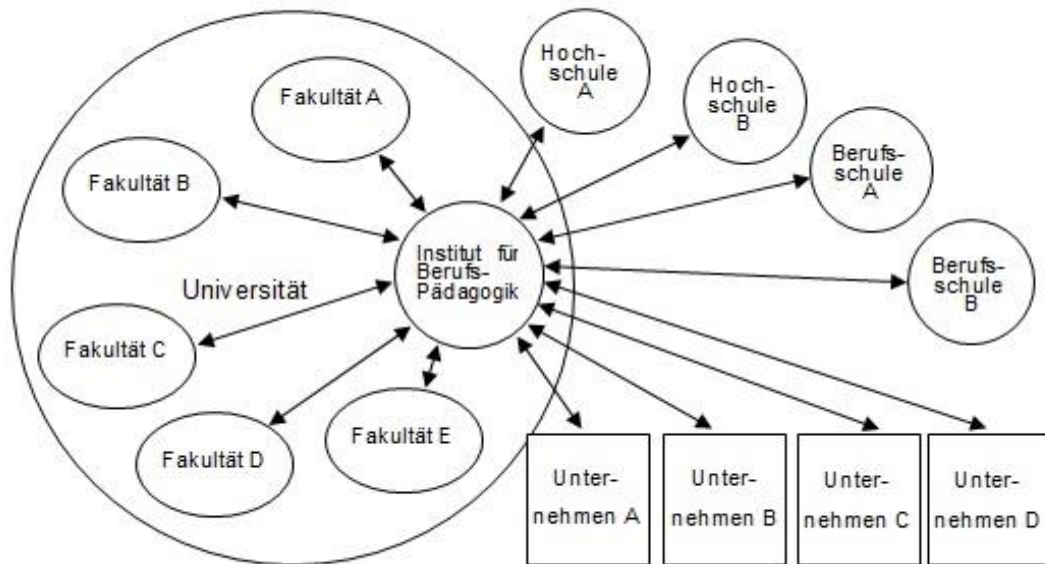 Hoch-
schule
A
Hoch-
schule
B
Fakultät A
Berufs-
schule
A
Fakultät B
Institut für
Berufs-
Pädagogik
Berufs-
schule
B
Universität
Fakultät C
Fakultät E
Fakultät D
Unter-
nehmen A
Unter-
nehmen B
Unter-
nehmen C
Unter-
nehmen D